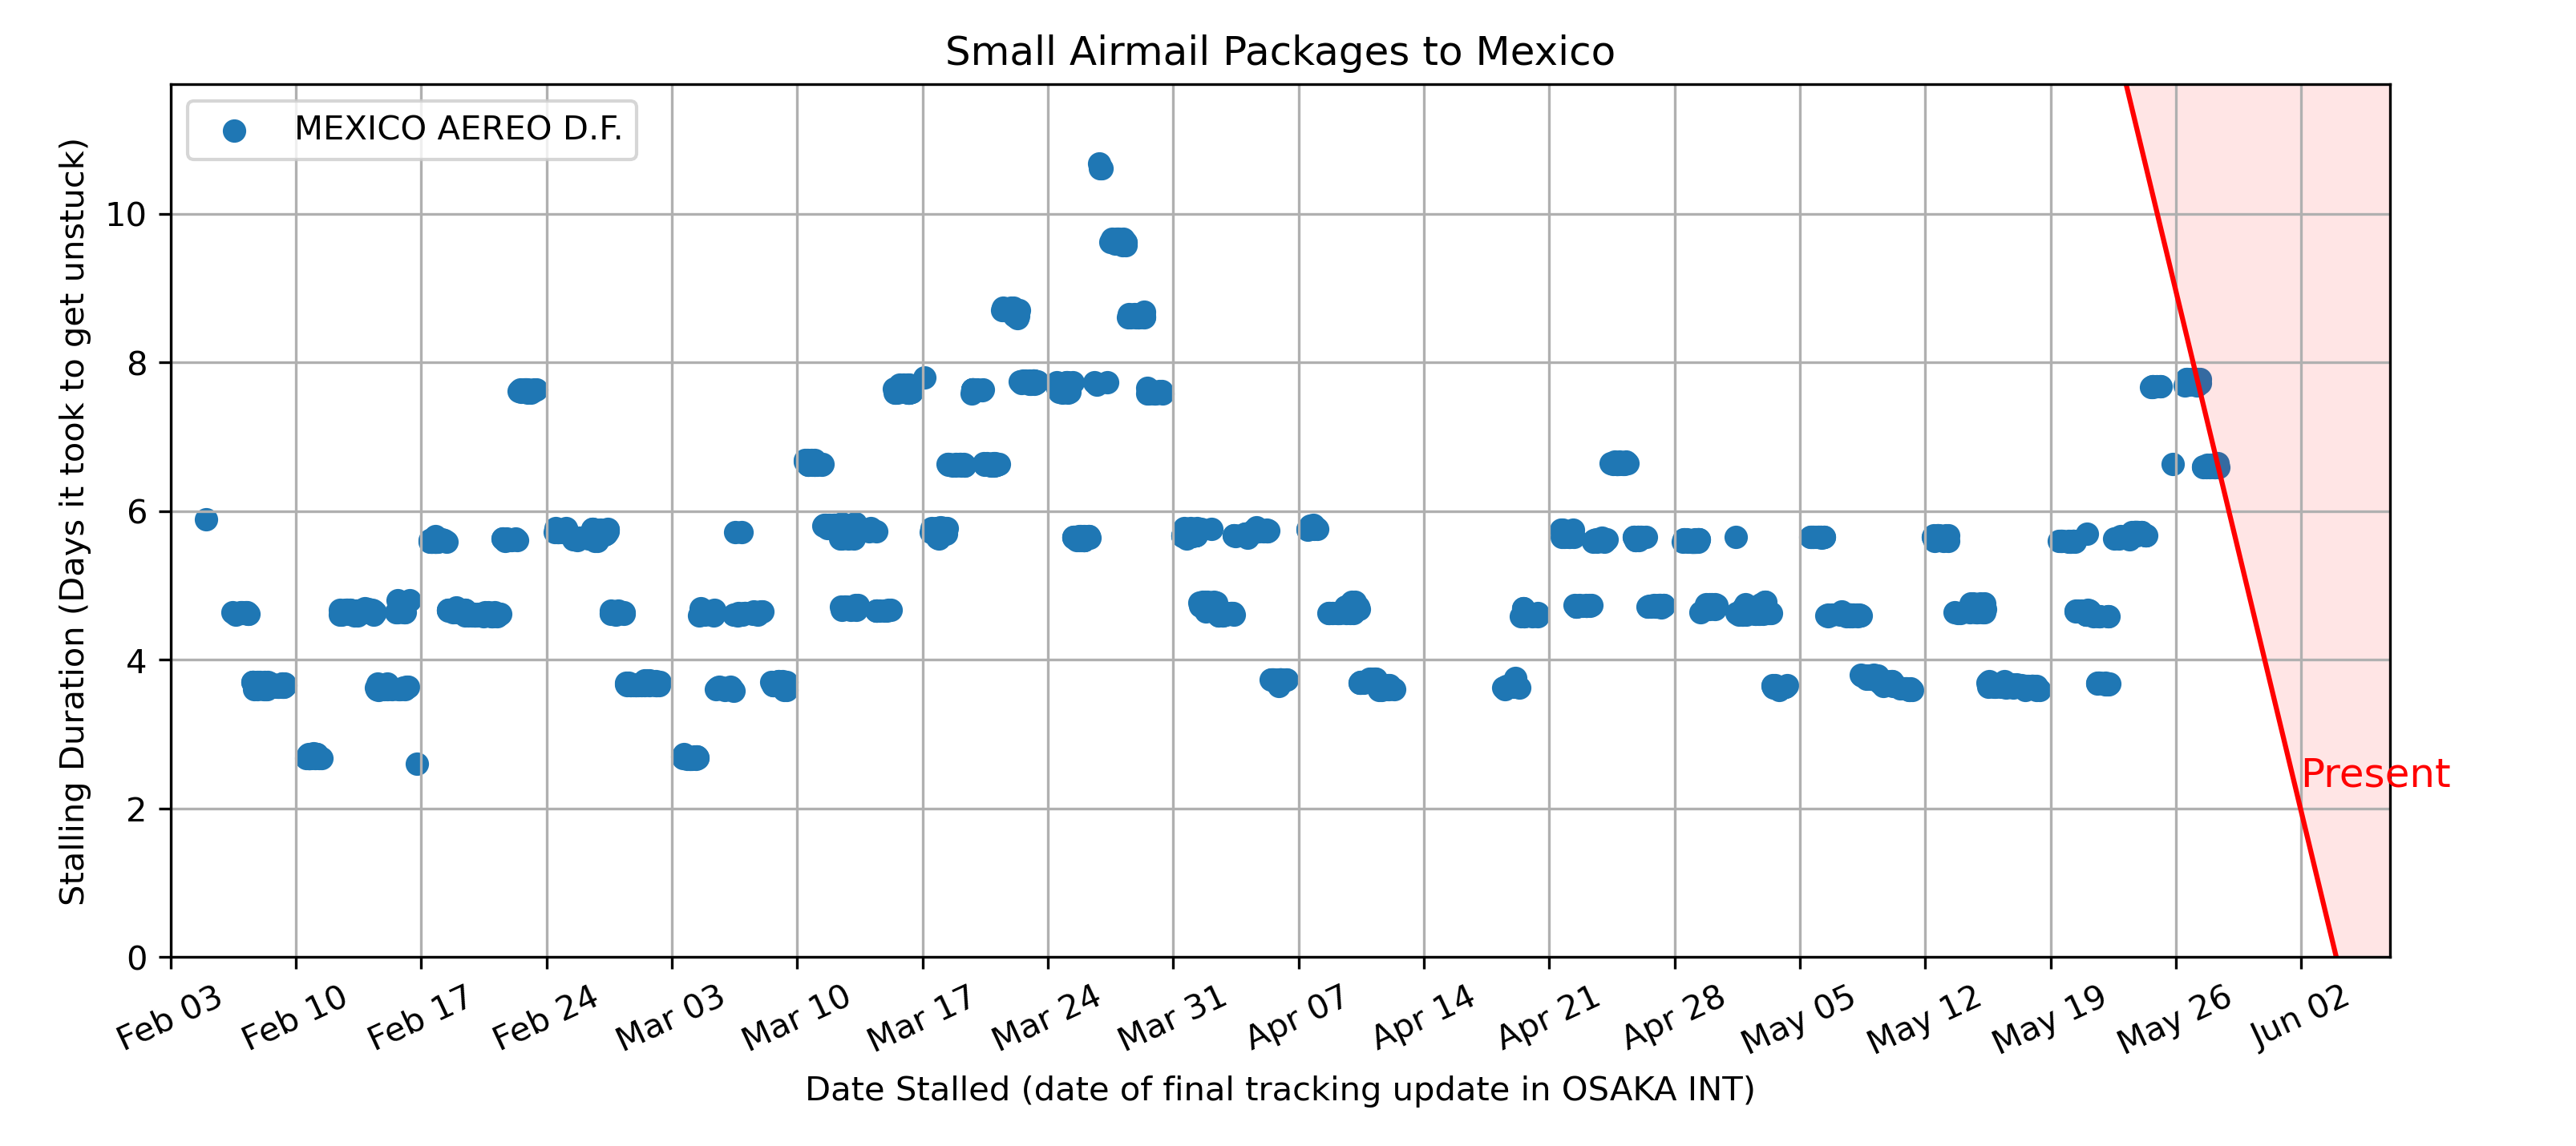 Small Airmail Packages to Mexico
MEXICO AEREO D.F.
Stalling Duration (Days it took to get unstuck)
10
8
6
4
2
0
Present
Feb 03
Feb 10
Feb 17
Feb 24
Mar 03
Mar 10
Mar 17
Mar 24
Mar 31
Apr 07
Apr 14
Apr 21
Apr 28
May 05
May 12
May 19
May 26
Jun 02
Date Stalled (date of final tracking update in OSAKA INT)